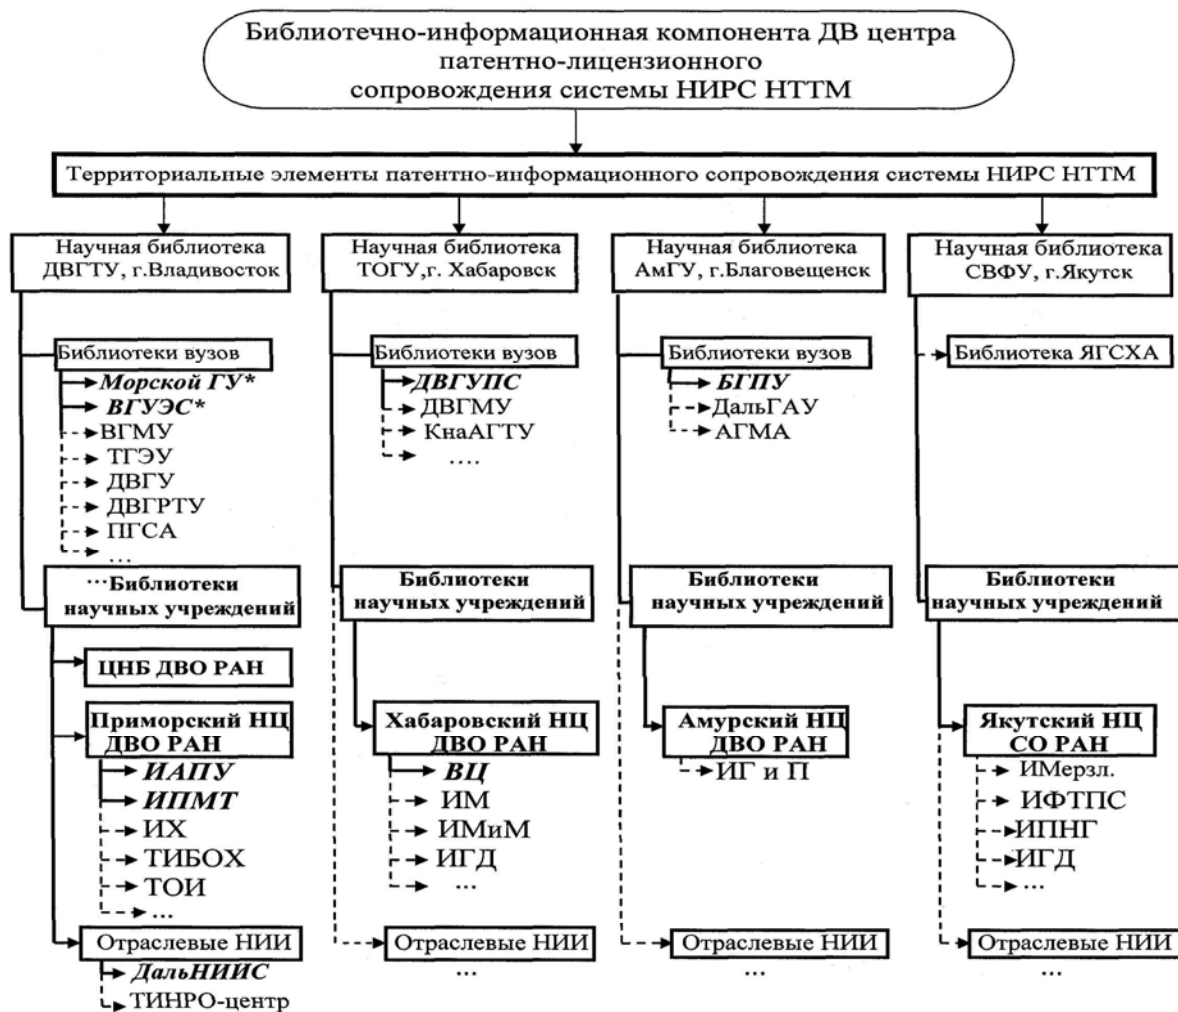 Библиотечно-информационная компонента ДВ центра
патентно-лицензионного
сопровождения системы НИРС НТТМ
Территориальные элементы патентно-информационного сопровождения системы НИРС НТТМ
Научная библиотека
ДВГТУ, г.Владивосток
Библиотеки вузов
Морской ГУ*
ВГУЭС*
ВГМУ
ТГЭУ
ДВГУ
ДВГРТУ
ПГСА
...
...Библиотеки
научных учреждений
ЦНБ ДВО РАН
Приморский НЦ
ДВО РАН
ИАПУ
ИПМТ
ИХ
ТИБОХ
ТОИ
...
Отраслевые НИИ
ДальНИИС
ТИНРО-центр
Научная библиотека
ТОГУ,г. Хабаровск
Библиотеки вузов
ДВГУПС
ДВГМУ
КнаАГТУ
....
Библиотеки
научных учреждений
Хабаровский НЦ
ДВО РАН
ВЦ
ИМ
ИМиМ
ИГД
...
Отраслевые НИИ
...
Научная библиотека
АмГУ, г.Благовещенск
Библиотеки вузов
БГПУ
ДальГАУ
АГМА
Библиотеки
научных учреждений
Амурский НЦ
ДВО РАН
ИГ и П
Отраслевые НИИ
...
Научная библиотека
СВФУ, г.Якутск
Библиотека ЯГСХА
Библиотеки
научных учреждений
Якутский НЦ
СО РАН
ИМерзл.
ИФТПС
ИПНГ
ИГД
...
Отраслевые НИИ
...